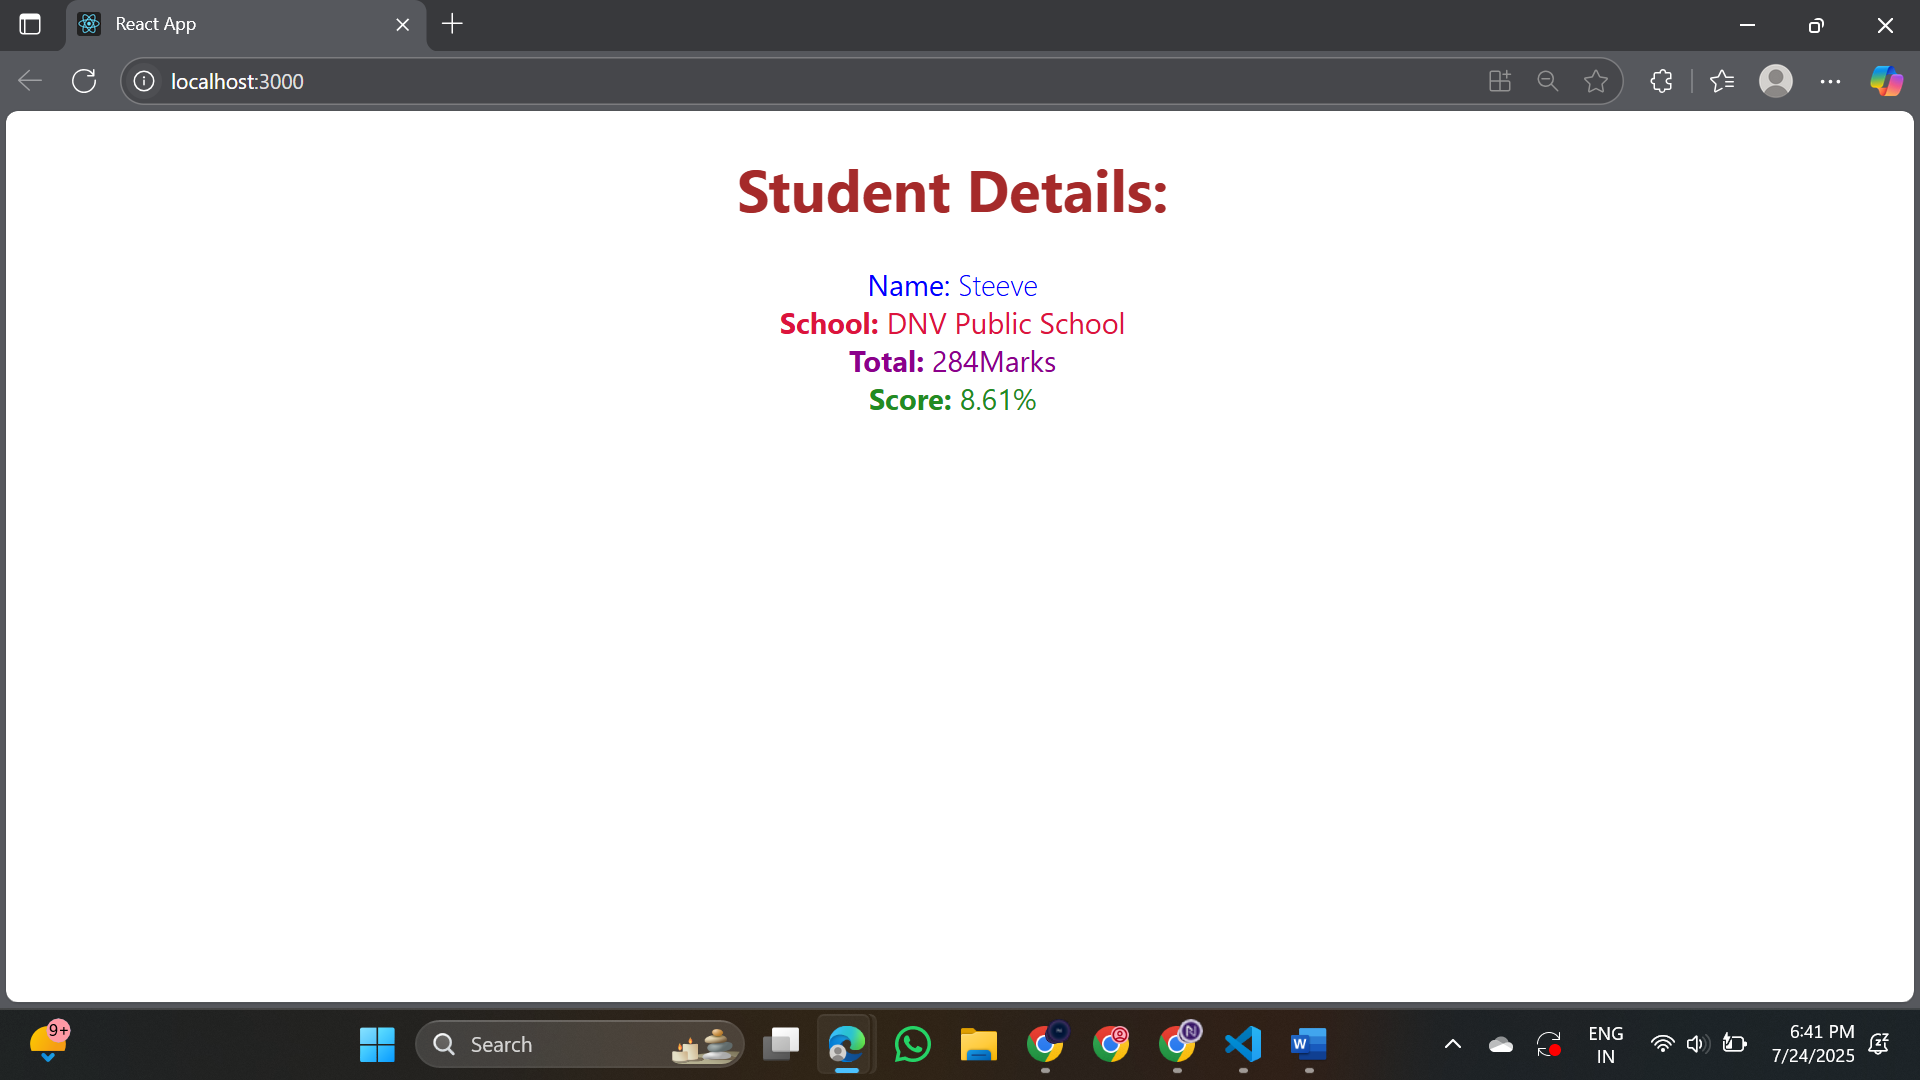 React App
localhost:3000
Student Details:
Name: Steeve
School: DNV Public School
Total: 284Marks
Score: 8.61%
9+
Search
ENG
IN
6:41 PM
7/24/2025